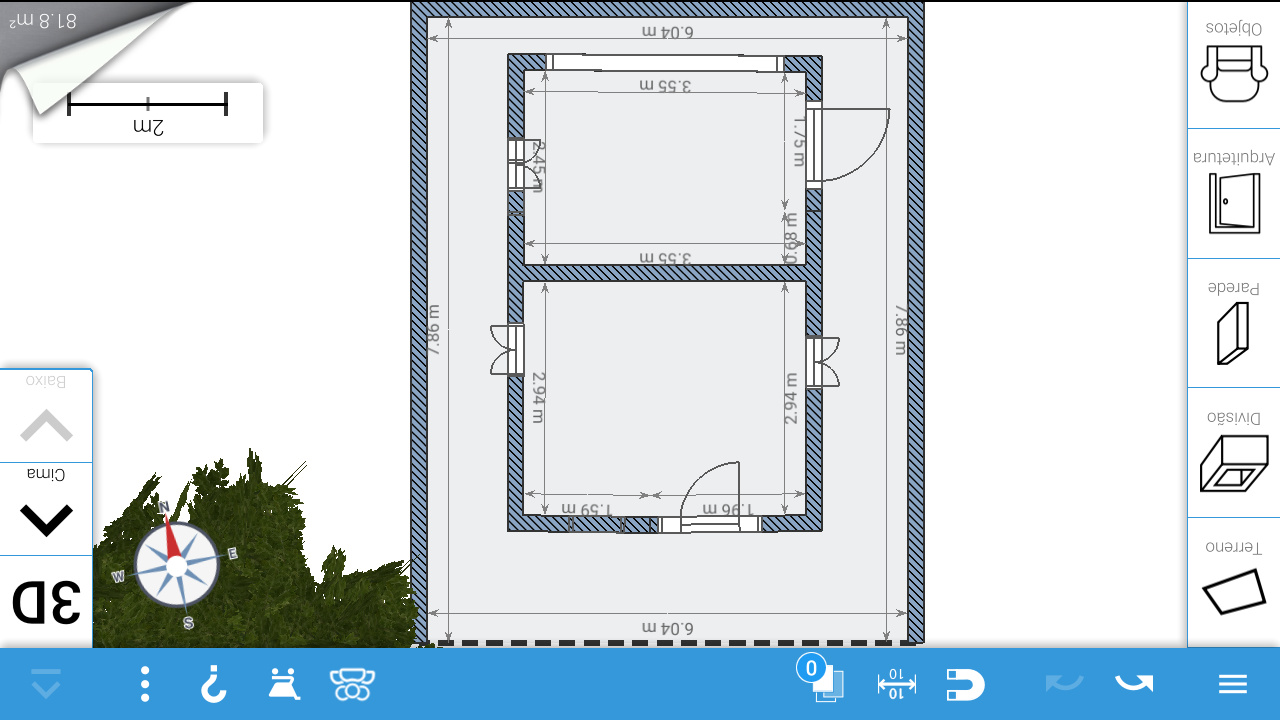 10
10
0
Terreno
Divisão
Parede
Arquitetura
Objetos
6.04 m
1.96 m
1.59 m
2.94 m
2.94 m
7.86 m
7.86 m
3.55 m
0.68 m
1.75 m
2.45 m
3.55 m
6.04 m
3D
Cima
Baixo
N
E
S
W
2m
81.8 m²